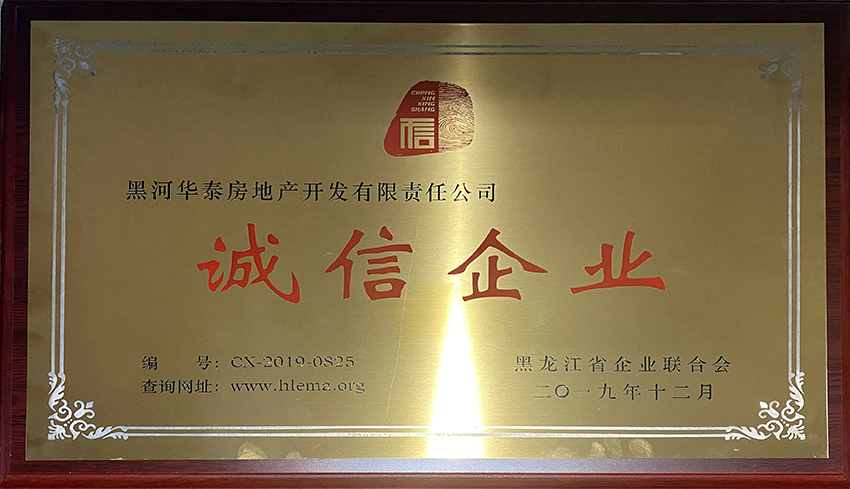 CHENG
XIN
XING
SHANG
信
黑河华泰房地产开发有限责任公司
诚信企业
编 号：CX-2019-0825
查询网址：www.hlema.org
黑龙江省企业联合会
二〇一九年十二月